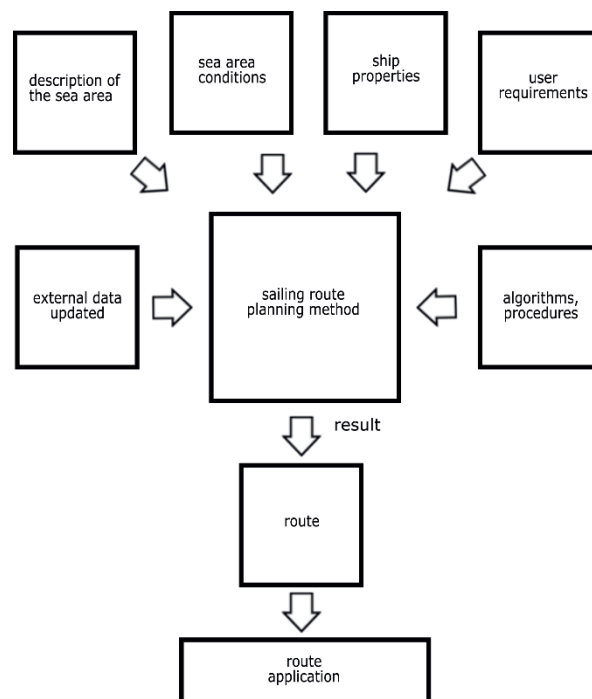 description of
the sea area
sea area
conditions
ship
properties
user
requirements
external data
updated
sailing route
planning method
algorithms,
procedures
result
route
route
application